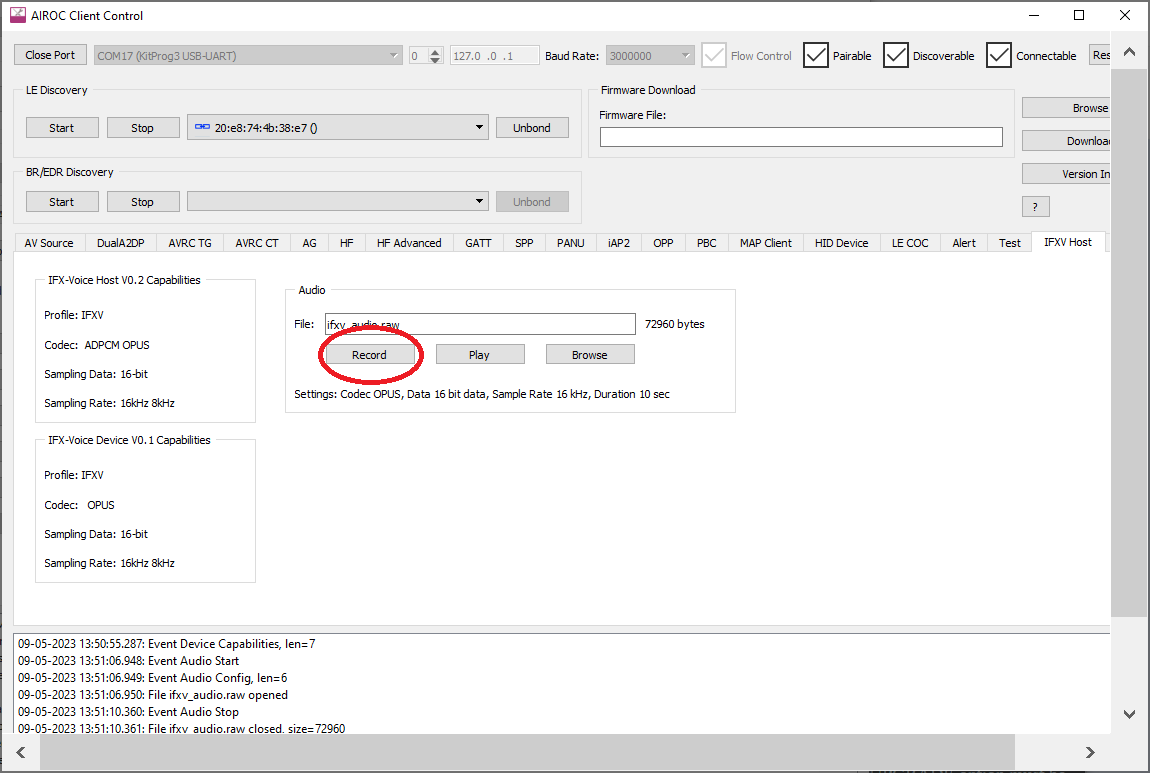 AIROC Client Control
Close Port COM17 (KitProg3 USB-UART) 0 127.0 .0 .1 Baud Rate: 3000000 Flow Control Pairable Discoverable Connectable Res
LE Discovery
Start Stop 20:e8:74:4b:38:e7 () Unbond
Firmware Download
Firmware File:
Browse
Downloa
Version In
?
BR/EDR Discovery
Start Stop Unbond
AV Source DualA2DP AVRC TG AVRC CT AG HF HF Advanced GATT SPP PANU iAP2 OPP PBC MAP Client HID Device LE COC Alert Test IFXV Host
IFX-Voice Host V0.2 Capabilities
Profile: IFXV
Codec: ADPCM OPUS
Sampling Data: 16-bit
Sampling Rate: 16kHz 8kHz
Audio
File: ifxv_audio.raw 72960 bytes
Record Play Browse
Settings: Codec OPUS, Data 16 bit data, Sample Rate 16 kHz, Duration 10 sec
IFX-Voice Device V0.1 Capabilities
Profile: IFXV
Codec: OPUS
Sampling Data: 16-bit
Sampling Rate: 16kHz 8kHz
09-05-2023 13:50:55.287: Event Device Capabilities, len=7
09-05-2023 13:51:06.948: Event Audio Start
09-05-2023 13:51:06.949: Event Audio Config, len=6
09-05-2023 13:51:06.950: File ifxv_audio.raw opened
09-05-2023 13:51:10.360: Event Audio Stop
09-05-2023 13:51:10.361: File ifxv_audio.raw closed, size=72960